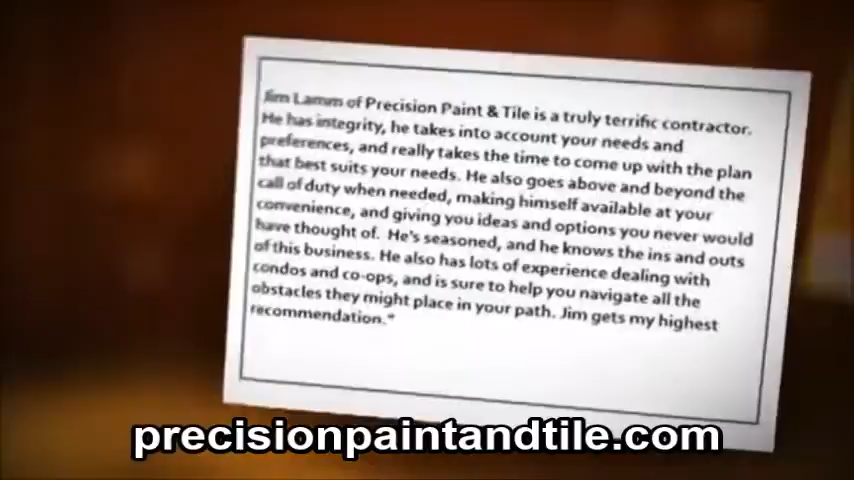 Jim Lamm of Precision Paint & Tile is a truly terrific contractor.
He has integrity, he takes into account your needs and
preferences, and really takes the time to come up with the plan
that best suits your needs. He also goes above and beyond the
call of duty when needed, making himself available at your
convenience, and giving you ideas and options you never would
have thought of. He's seasoned, and he knows the ins and outs
of this business. He also has lots of experience dealing with
condos and co-ops, and is sure to help you navigate all the
obstacles they might place in your path. Jim gets my highest
recommendation."
precisionpaintandtile.com